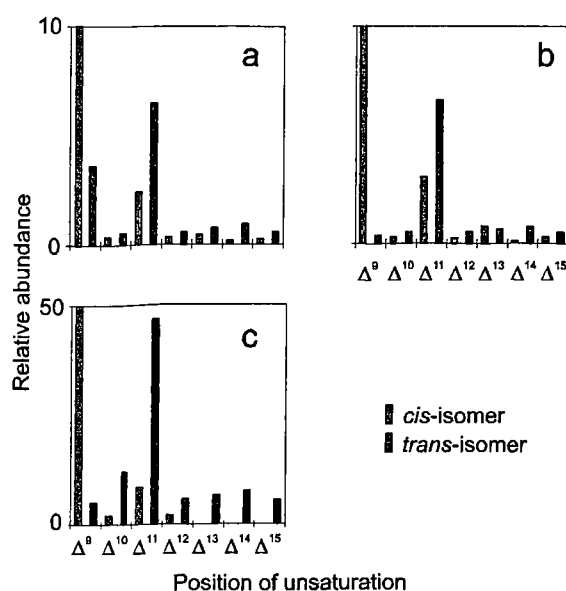 10
a
b
0
Δ⁹ Δ¹⁰ Δ¹¹ Δ¹² Δ¹³ Δ¹⁴ Δ¹⁵
Relative abundance
50
c
cis-isomer
trans-isomer
0
Δ⁹ Δ¹⁰ Δ¹¹ Δ¹² Δ¹³ Δ¹⁴ Δ¹⁵
Position of unsaturation